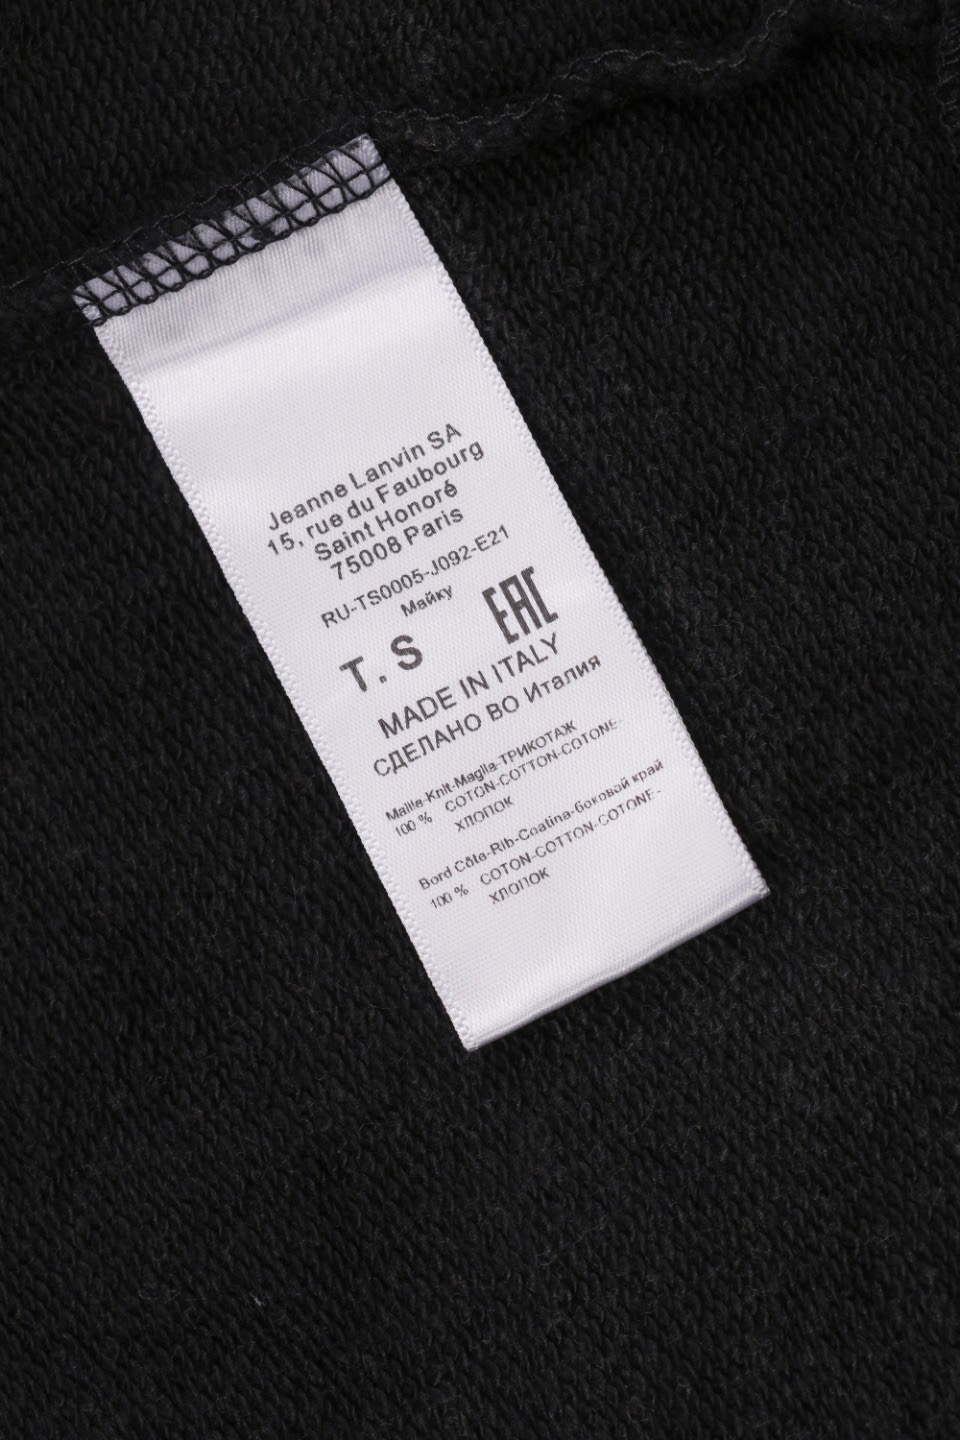 Jeanne Lanvin SA
15, rue du Faubourg
Saint Honoré
75008 Paris
RU-TS0005-J092-E21
Майку
T. S EAC
MADE IN ITALY
СДЕЛАНО ВО Италия
Maille-Knit-Maglia-ТРИКОТАЖ
100 % COTON-COTTON-COTONE-
ХЛОПОК
Bord Côte-Rib-Coatina-боковой край
100 % COTON-COTTON-COTONE-
ХЛОПОК